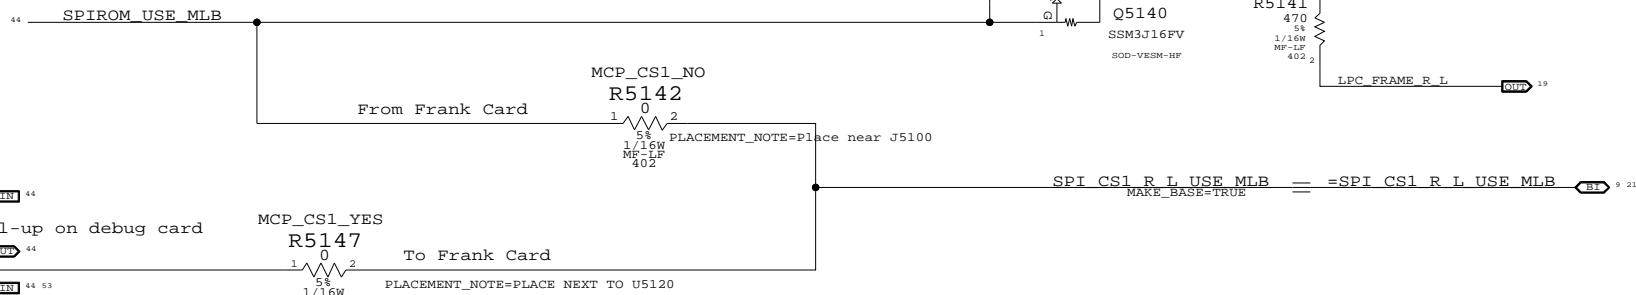 44 SPIROM_USE_MLB
G
1
Q5140
SSM3J16FV
SOD-VESM-HF
R5141
470
5%
1/16W
MF-LF
402
2
LPC_FRAME_R_L
OUT 19
MCP_CS1_NO
R5142
0
From Frank Card
1 2
5%
1/16W
MF-LF
402
PLACEMENT_NOTE=Place near J5100
SPI_CS1_R_L_USE_MLB
MAKE_BASE=TRUE
=SPI_CS1_R_L_USE_MLB
BI 9 21
IN 44
l-up on debug card
UT 44
MCP_CS1_YES
R5147
0
1 2
5%
1/16W
To Frank Card
PLACEMENT_NOTE=PLACE NEXT TO U5120
IN 44 53